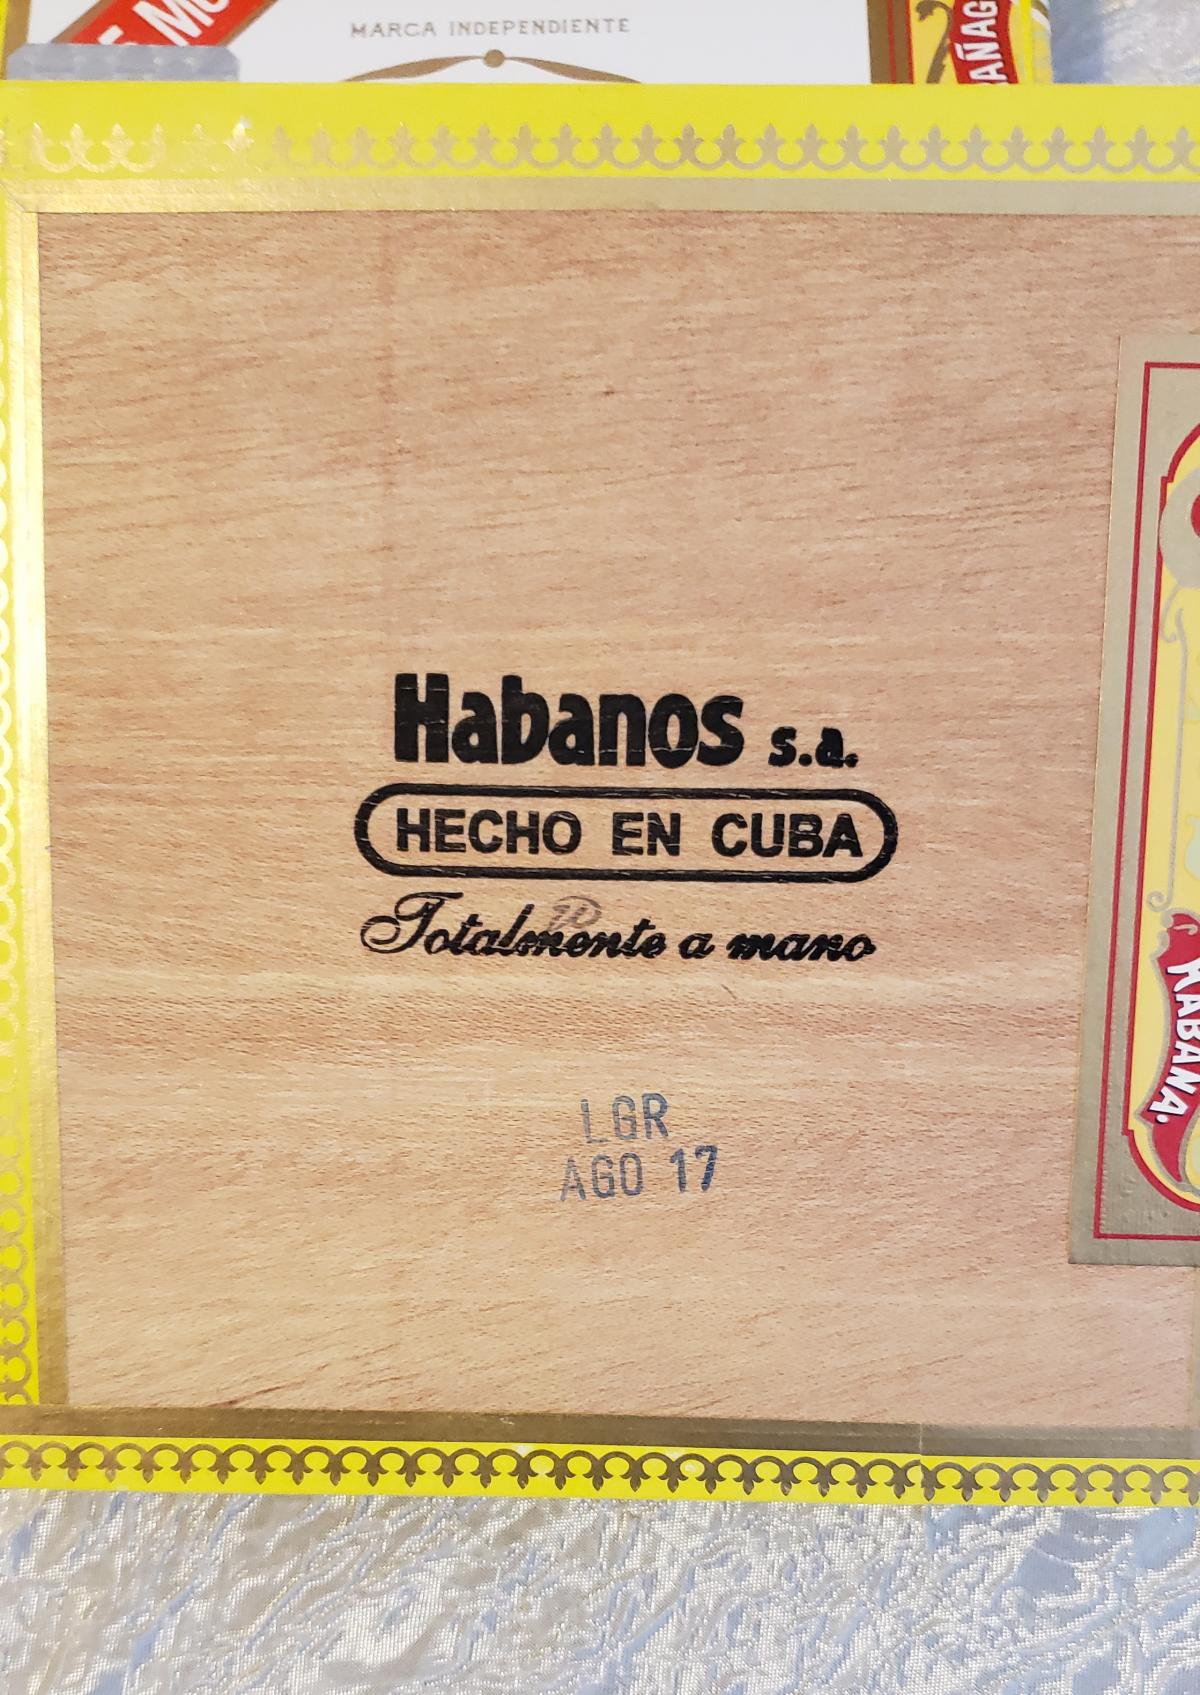 MARCA INDEPENDIENTE
Habanos s.a.
HECHO EN CUBA
Totalmente a mano
LGR
AGO 17
HABANA.